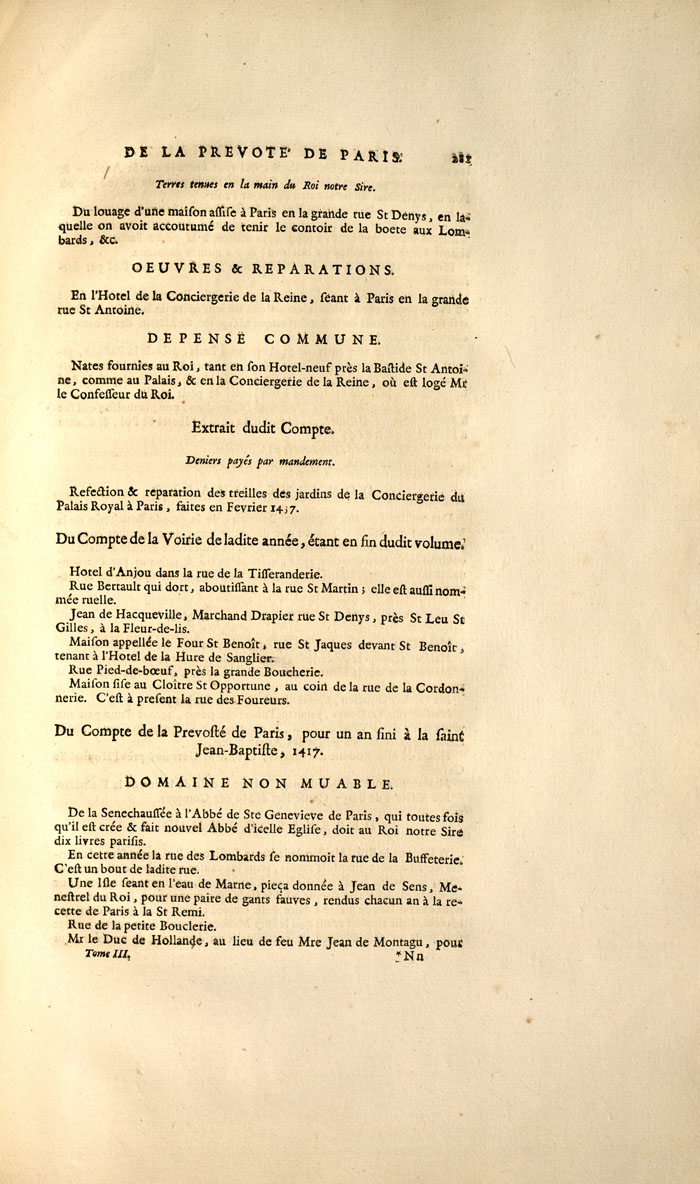 DE LA PREVOTE' DE PARIS. 281
Terres tenues en la main du Roi notre Sire.
Du louage d'une maiſon aſſiſe à Paris en la grande rue St Denys, en la-
quelle on avoit accoutumé de tenir le contoir de la boete aux Lom-
bards, &c.
OEUVRES & REPARATIONS.
En l'Hotel de la Conciergerie de la Reine, ſeant à Paris en la grande
rue St Antoine.
DEPENSE COMMUNE.
Nates fournies au Roi, tant en ſon Hotel-neuf près la Baſtide St Antoi-
ne, comme au Palais, & en la Conciergerie de la Reine, où eſt logé Mr
le Confeſſeur du Roi.
Extrait dudit Compte.
Deniers payés par mandement.
Refection & reparation des treilles des jardins de la Conciergerie du
Palais Royal à Paris, faites en Fevrier
Du Compte de la Voirie de ladite année, étant en fin dudit volume.
Hotel d'Anjou dans la rue de la Tiſſeranderie.
Rue Bertault qui dort, aboutiſſant à la rue St Martin; elle eſt auſſi nom-
mée ruelle.
Jean de Hacqueville, Marchand Drapier rue St Denys, près St Leu St
Gilles, à la Fleur-de-lis.
Maiſon appellée le Four St Benoît, rue St Jaques devant St Benoît,
tenant à l'Hotel de la Hure de Sanglier.
Rue Pied-de-bœuf, près la grande Boucherie.
Maiſon ſiſe au Cloitre St Opportune, au coin de la rue de la Cordon-
nerie. C'eſt à preſent la rue des Foureurs.
Du Compte de la Prevoſté de Paris, pour un an fini à la ſaint
Jean-Baptiſte, 1417.
DOMAINE NON MUABLE.
De la Senechauſſée à l'Abbé de Ste Genevieve de Paris, qui toutes fois
qu'il eſt crée & fait nouvel Abbé d'icelle Egliſe, doit au Roi notre Sire
dix livres pariſis.
En cette année la rue des Lombards ſe nommoit la rue de la Buffeterie.
C'eſt un bout de ladite rue.
Une Iſle ſeant en l'eau de Marne, pieça donnée à Jean de Sens, Me-
neſtrel du Roi, pour une paire de gants fauves, rendus chacun an à la re-
cette de Paris à la St Remi.
Rue de la petite Bouclerie.
Mr le Duc de Hollande, au lieu de feu Mre Jean de Montagu, pour
Tome III. *Nn